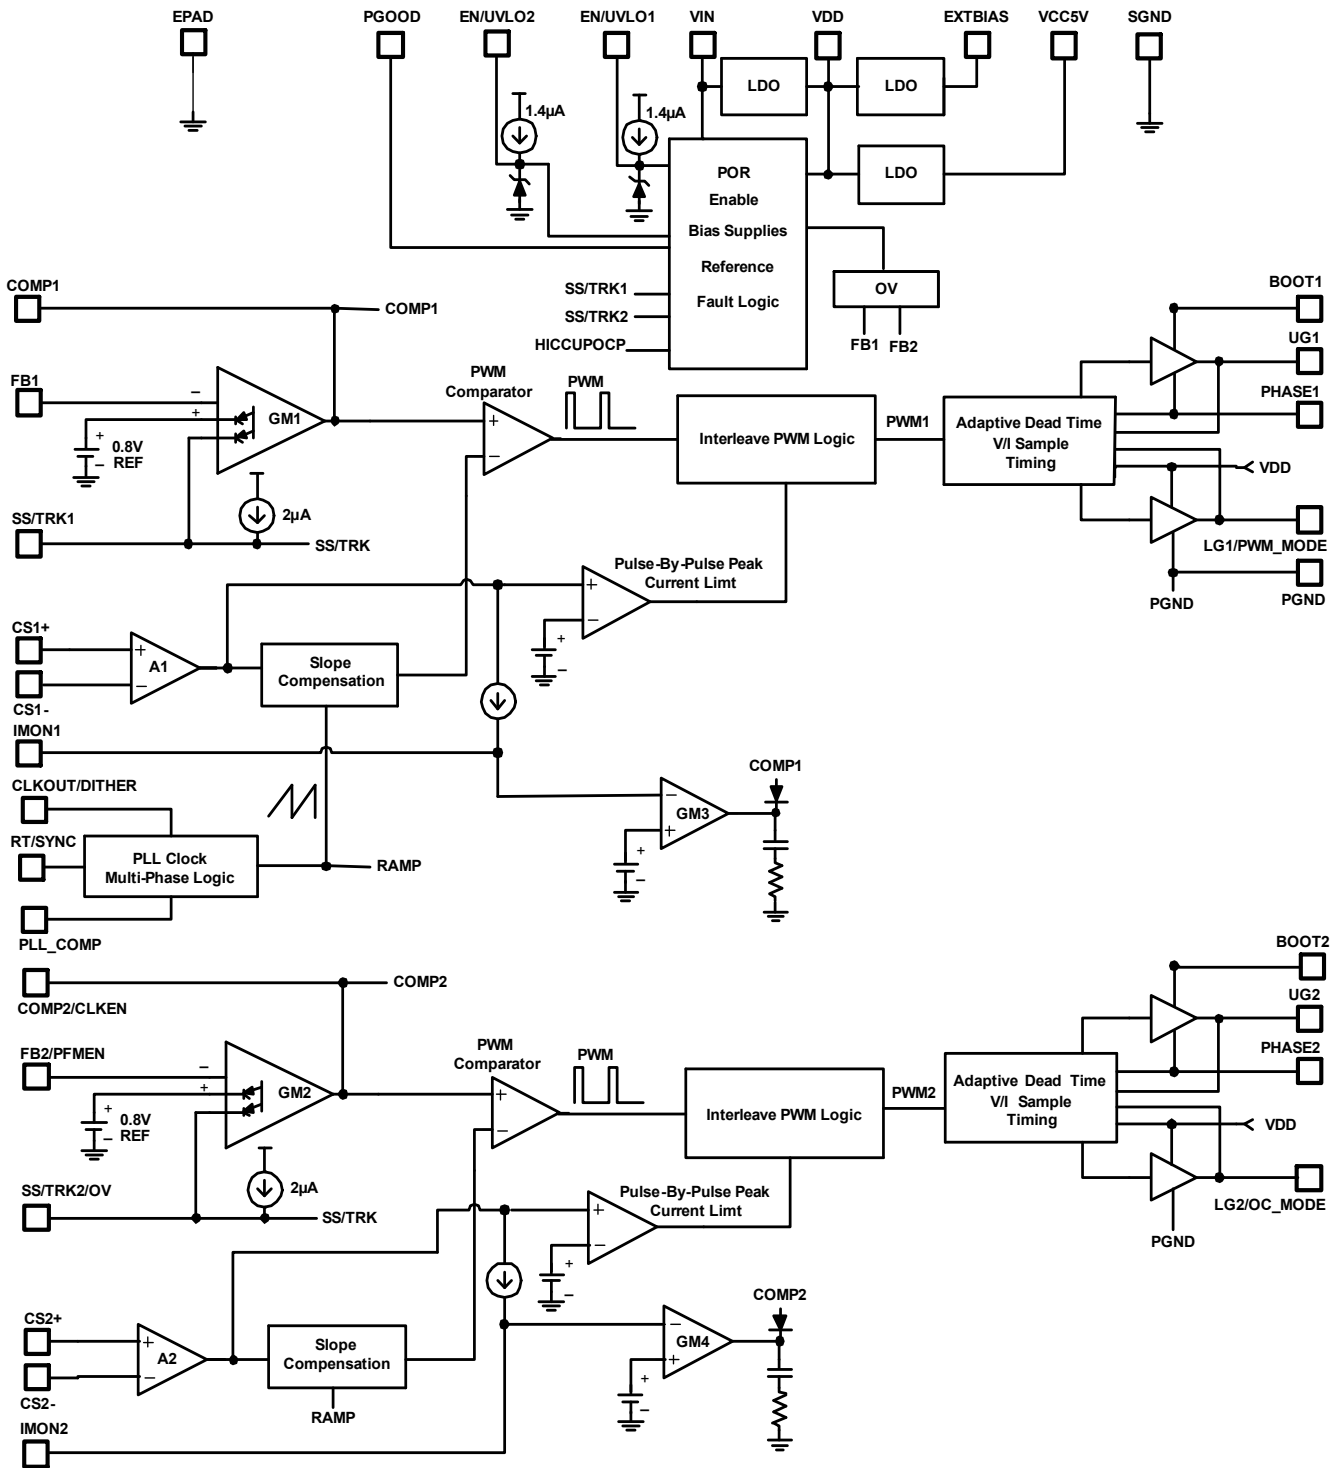 EPAD
PGOOD
EN/UVLO2
EN/UVLO1
VIN
VDD
EXTBIAS
VCC5V
SGND
LDO
LDO
1.4µA
1.4µA
LDO
POR
Enable
Bias Supplies
Reference
Fault Logic
OV
FB1
FB2
SS/TRK1
SS/TRK2
HICCUPOCP
COMP1
COMP1
FB1
−
+
GM1
+
−
0.8V
REF
2µA
SS/TRK1
SS/TRK
PWM
Comparator
+
−
PWM
Interleave PWM Logic
PWM1
Adaptive Dead Time
V/I Sample
Timing
BOOT1
UG1
PHASE1
VDD
LG1/PWM_MODE
PGND
PGND
Pulse-By-Pulse Peak
Current Limt
+
−
+
−
CS1+
+
−
A1
CS1-
Slope
Compensation
IMON1
CLKOUT/DITHER
RT/SYNC
PLL Clock
Multi-Phase Logic
RAMP
PLL_COMP
COMP1
−
+
GM3
+
−
COMP2
COMP2/CLKEN
FB2/PFMEN
−
+
GM2
+
−
0.8V
REF
2µA
SS/TRK2/OV
SS/TRK
PWM
Comparator
+
−
PWM
Interleave PWM Logic
PWM2
Adaptive Dead Time
V/I Sample
Timing
BOOT2
UG2
PHASE2
VDD
LG2/OC_MODE
PGND
Pulse-By-Pulse Peak
Current Limt
+
−
+
−
CS2+
+
−
A2
CS2-
Slope
Compensation
RAMP
IMON2
COMP2
−
+
GM4
+
−